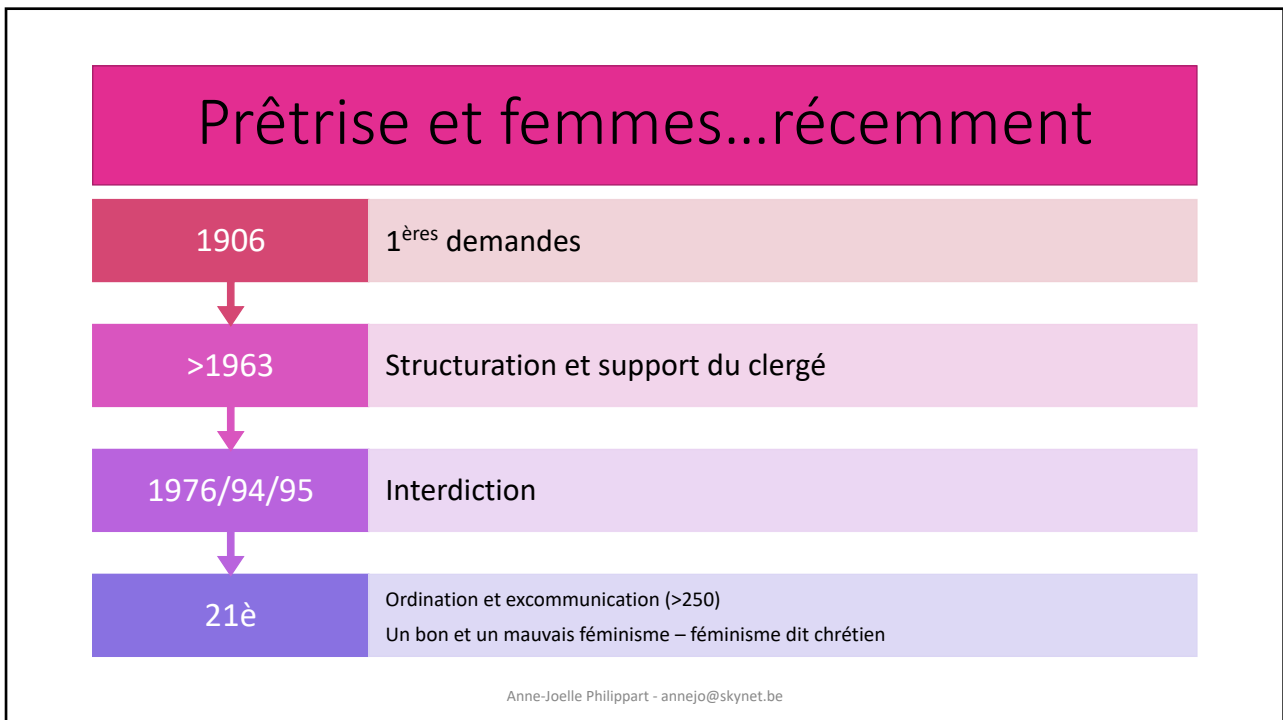 Prêtrise et femmes...récemment
1906
1ères demandes
>1963
Structuration et support du clergé
1976/94/95
Interdiction
21è
Ordination et excommunication (>250)
Un bon et un mauvais féminisme – féminisme dit chrétien
Anne-Joelle Philippart - annejo@skynet.be